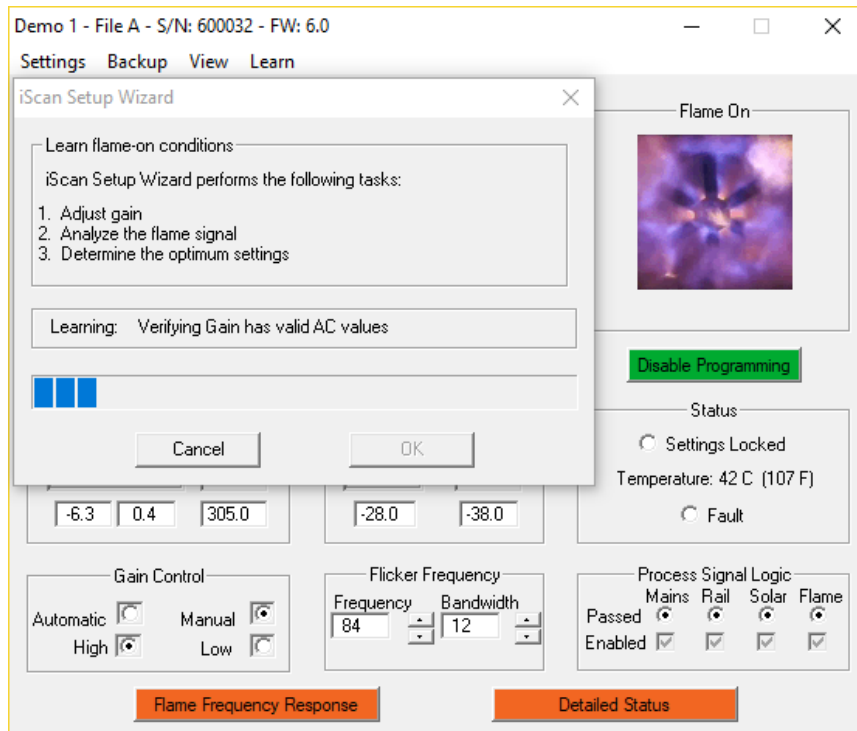 Demo 1 - File A - S/N: 600032 - FW: 6.0
Settings Backup View Learn
iScan Setup Wizard
Learn flame-on conditions
iScan Setup Wizard performs the following tasks:
1. Adjust gain
2. Analyze the flame signal
3. Determine the optimum settings
Learning: Verifying Gain has valid AC values
Cancel OK
Flame On
Disable Programming
Status
Settings Locked
Temperature: 42 C (107 F)
Fault
-6.3 0.4 305.0 -28.0 -38.0
Gain Control
Automatic Manual
High Low
Flicker Frequency
Frequency Bandwidth
84 12
Process Signal Logic
Mains Rail Solar Flame
Passed
Enabled
Flame Frequency Response Detailed Status